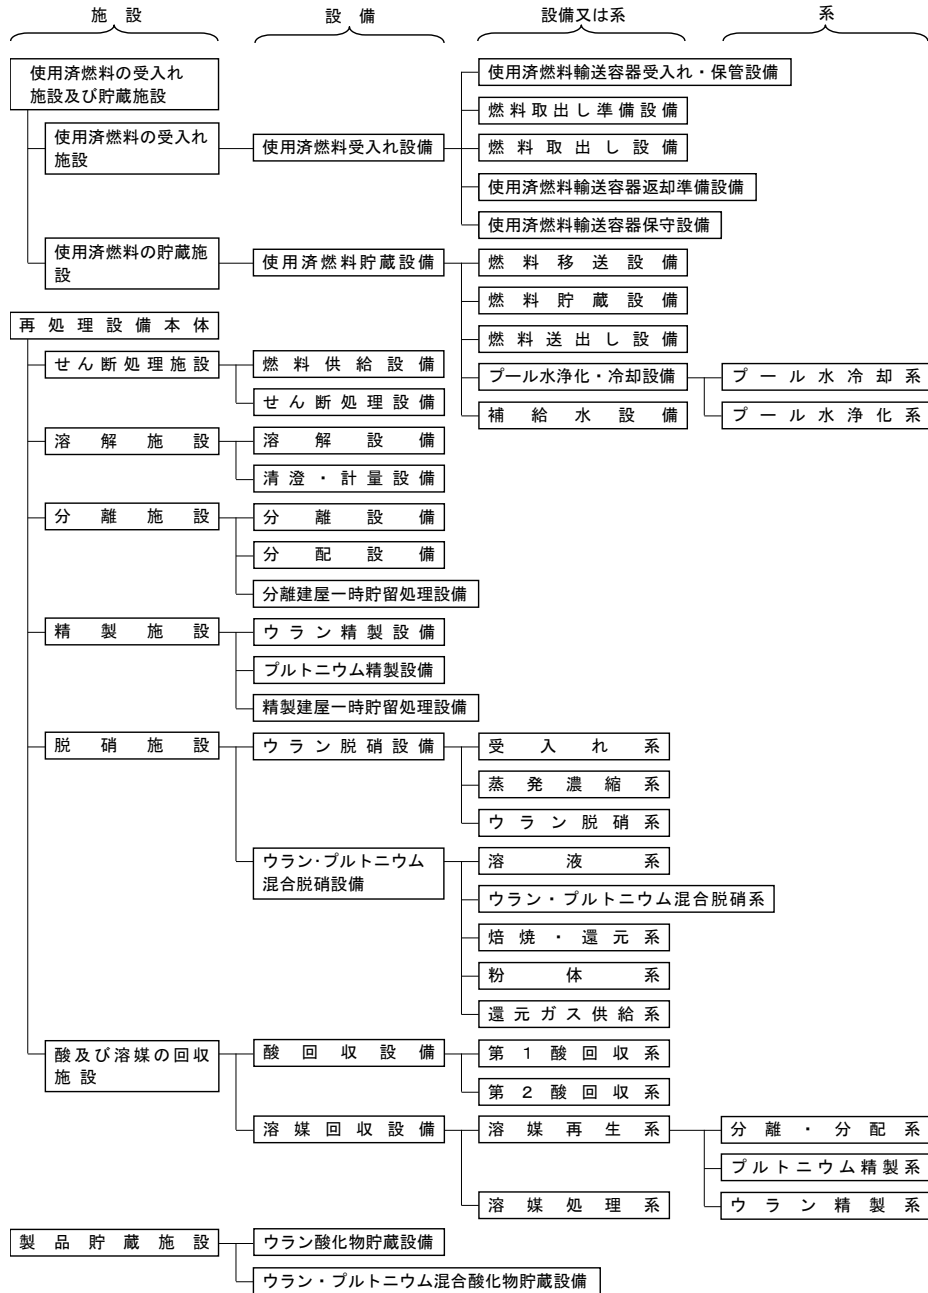 施設
設備
設備又は系
系
使用済燃料の受入れ
施設及び貯蔵施設
使用済燃料輸送容器受入れ・保管設備
燃料取出し準備設備
使用済燃料の受入れ
施設
使用済燃料受入れ設備
燃料取出し設備
使用済燃料輸送容器返却準備設備
使用済燃料輸送容器保守設備
使用済燃料の貯蔵施
設
使用済燃料貯蔵設備
燃料移送設備
燃料貯蔵設備
再処理設備本体
燃料送出し設備
せん断処理施設
燃料供給設備
プール水浄化・冷却設備
プール水冷却系
せん断処理設備
補給水設備
プール水浄化系
溶解施設
溶解設備
清澄・計量設備
分離施設
分離設備
分配設備
分離建屋一時貯留処理設備
精製施設
ウラン精製設備
プルトニウム精製設備
精製建屋一時貯留処理設備
脱硝施設
ウラン脱硝設備
受入れ系
蒸発濃縮系
ウラン脱硝系
ウラン・プルトニウム
混合脱硝設備
溶液系
ウラン・プルトニウム混合脱硝系
焙焼・還元系
粉体系
還元ガス供給系
酸及び溶媒の回収
施設
酸回収設備
第１酸回収系
第２酸回収系
溶媒回収設備
溶媒再生系
分離・分配系
プルトニウム精製系
溶媒処理系
ウラン精製系
製品貯蔵施設
ウラン酸化物貯蔵設備
ウラン・プルトニウム混合酸化物貯蔵設備